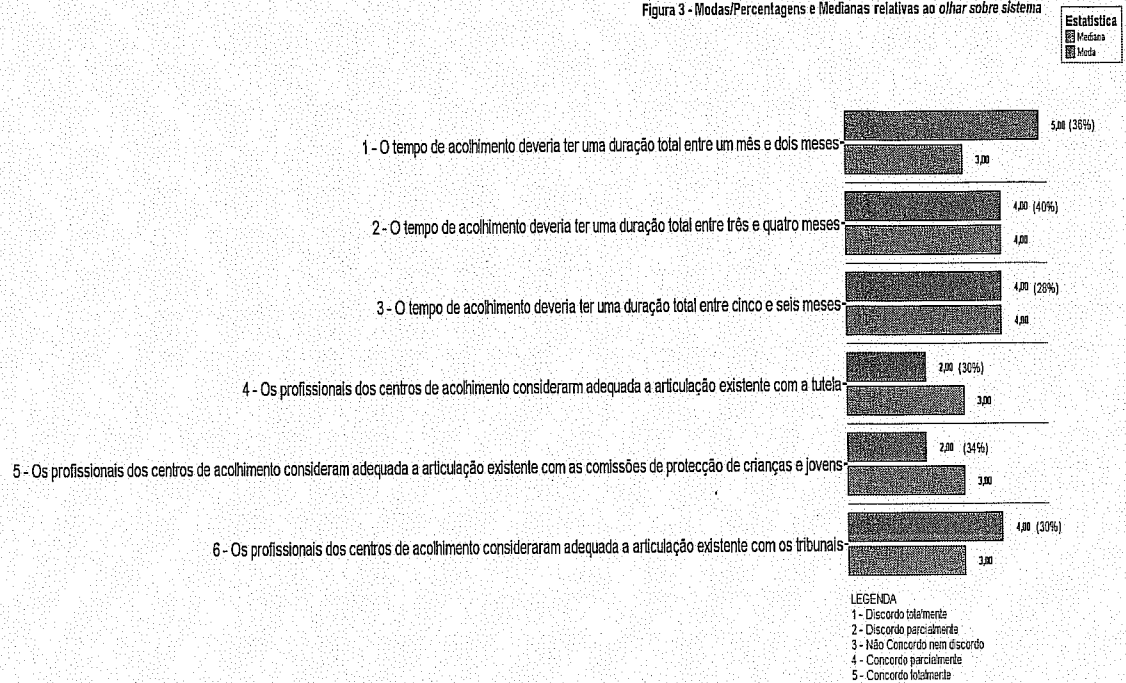 Figura 3 - Modas/Percentagens e Medianas relativas ao olhar sobre sistema
Estatística
Mediana
Moda
1 - O tempo de acolhimento deveria ter uma duração total entre um mês e dois meses
5,00 (36%)
3,00
2 - O tempo de acolhimento deveria ter uma duração total entre três e quatro meses
4,00 (40%)
4,00
3 - O tempo de acolhimento deveria ter uma duração total entre cinco e seis meses
4,00 (28%)
4,00
4 - Os profissionais dos centros de acolhimento considerarm adequada a articulação existente com a tutela
2,00 (30%)
3,00
5 - Os profissionais dos centros de acolhimento consideram adequada a articulação existente com as comissões de protecção de crianças e jovens
2,00 (34%)
3,00
6 - Os profissionais dos centros de acolhimento consideraram adequada a articulação existente com os tribunais
4,00 (30%)
3,00
LEGENDA
1 - Discordo totalmente
2 - Discordo parcialmente
3 - Não Concordo nem discordo
4 - Concordo parcialmente
5 - Concordo totalmente